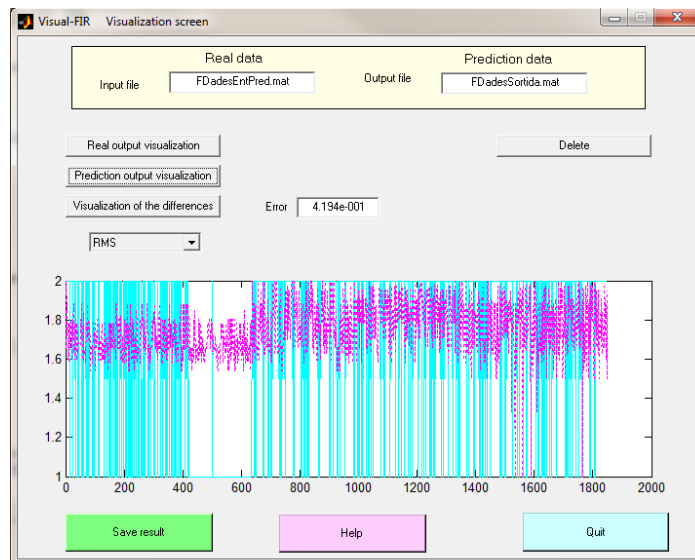 Visual-FIR Visualization screen
Real data
Prediction data
Input file
FDadesEntPred.mat
Output file
FDadesSortida.mat
Real output visualization
Delete
Prediction output visualization
Visualization of the differences
Error
4.194e-001
RMS
2
1.8
1.6
1.4
1.2
1
0
200
400
600
800
1000
1200
1400
1600
1800
2000
Save result
Help
Quit